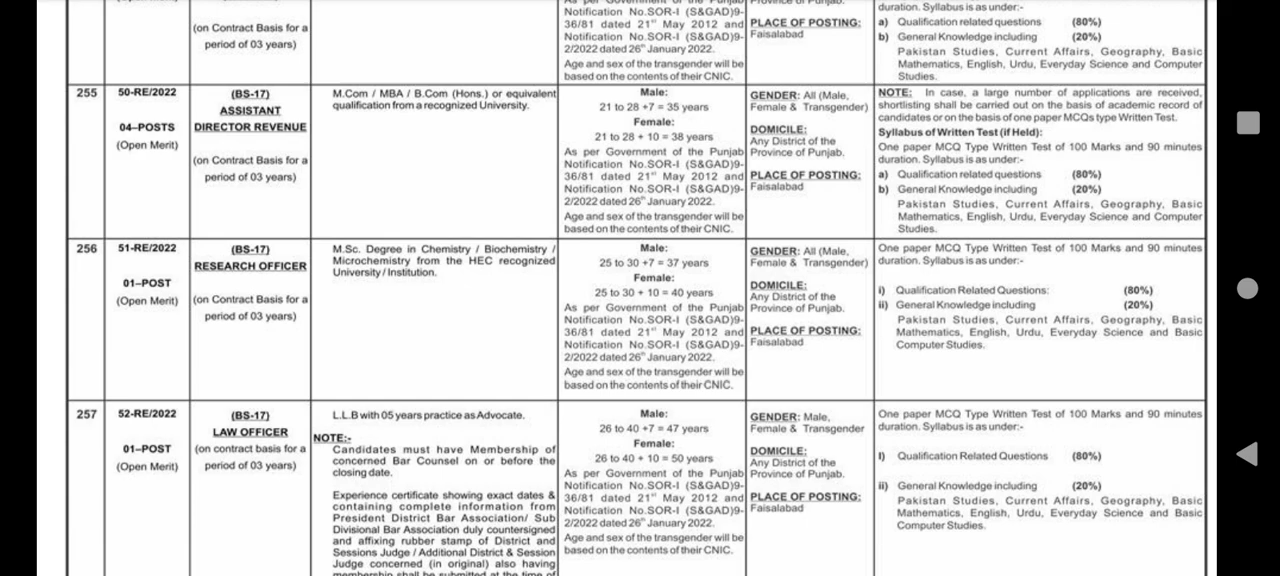 (on Contract Basis for a
period of 03 years)
As per Government of the Punjab
Notification No.SOR-I (S&GAD)9-
36/81 dated 21st May 2012 and
Notification No.SOR-I (S&GAD)9-
2/2022 dated 26th January 2022.
Age and sex of the transgender will be
based on the contents of their CNIC.
Province of Punjab.
PLACE OF POSTING:
Faisalabad
duration. Syllabus is as under:-
a) Qualification related questions (80%)
b) General Knowledge including (20%)
Pakistan Studies, Current Affairs, Geography, Basic
Mathematics, English, Urdu, Everyday Science and Computer
Studies.
255
50-RE/2022
04–POSTS
(Open Merit)
(BS-17)
ASSISTANT
DIRECTOR REVENUE
(on Contract Basis for a
period of 03 years)
M.Com / MBA / B.Com (Hons.) or equivalent
qualification from a recognized University.
Male:
21 to 28 +7 = 35 years
Female:
21 to 28 + 10 = 38 years
As per Government of the Punjab
Notification No.SOR-I (S&GAD)9-
36/81 dated 21st May 2012 and
Notification No.SOR-I (S&GAD)9-
2/2022 dated 26th January 2022.
Age and sex of the transgender will be
based on the contents of their CNIC.
GENDER: All (Male,
Female & Transgender)
DOMICILE:
Any District of the
Province of Punjab.
PLACE OF POSTING:
Faisalabad
NOTE: In case, a large number of applications are received,
shortlisting shall be carried out on the basis of academic record of
candidates or on the basis of one paper MCQs type Written Test.
Syllabus of Written Test (if Held):
One paper MCQ Type Written Test of 100 Marks and 90 minutes
duration. Syllabus is as under:-
a) Qualification related questions (80%)
b) General Knowledge including (20%)
Pakistan Studies, Current Affairs, Geography, Basic
Mathematics, English, Urdu, Everyday Science and Computer
Studies.
256
51-RE/2022
01–POST
(Open Merit)
(BS-17)
RESEARCH OFFICER
(on Contract Basis for a
period of 03 years)
M.Sc. Degree in Chemistry / Biochemistry /
Microchemistry from the HEC recognized
University / Institution.
Male:
25 to 30 +7 = 37 years
Female:
25 to 30 + 10 = 40 years
As per Government of the Punjab
Notification No.SOR-I (S&GAD)9-
36/81 dated 21st May 2012 and
Notification No.SOR-I (S&GAD)9-
2/2022 dated 26th January 2022.
Age and sex of the transgender will be
based on the contents of their CNIC.
GENDER: All (Male,
Female & Transgender)
DOMICILE:
Any District of the
Province of Punjab.
PLACE OF POSTING:
Faisalabad
One paper MCQ Type Written Test of 100 Marks and 90 minutes
duration. Syllabus is as under:-
i) Qualification Related Questions: (80%)
ii) General Knowledge including (20%)
Pakistan Studies, Current Affairs, Geography, Basic
Mathematics, English, Urdu, Everyday Science and Basic
Computer Studies.
257
52-RE/2022
01–POST
(Open Merit)
(BS-17)
LAW OFFICER
(on contract basis for a
period of 03 years)
L.L.B with 05 years practice as Advocate.
NOTE:-
Candidates must have Membership of
concerned Bar Counsel on or before the
closing date.
Experience certificate showing exact dates &
containing complete information from
President District Bar Association/ Sub
Divisional Bar Association duly countersigned
and affixing rubber stamp of District and
Sessions Judge / Additional District & Session
Judge concerned (in original) also having
membership shall be submitted at the time of
Male:
26 to 40 +7 = 47 years
Female:
26 to 40 + 10 = 50 years
As per Government of the Punjab
Notification No.SOR-I (S&GAD)9-
36/81 dated 21st May 2012 and
Notification No.SOR-I (S&GAD)9-
2/2022 dated 26th January 2022.
Age and sex of the transgender will be
based on the contents of their CNIC.
GENDER: Male,
Female & Transgender
DOMICILE:
Any District of the
Province of Punjab.
PLACE OF POSTING:
Faisalabad
One paper MCQ Type Written Test of 100 Marks and 90 minutes
duration. Syllabus is as under:-
I) Qualification Related Questions (80%)
ii) General Knowledge including (20%)
Pakistan Studies, Current Affairs, Geography, Basic
Mathematics, English, Urdu, Everyday Science and Basic
Computer Studies.